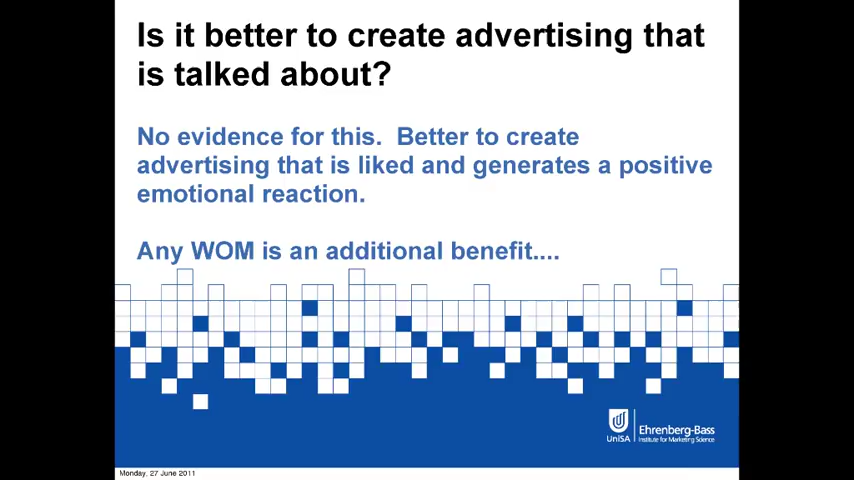 Is it better to create advertising that
is talked about?
No evidence for this. Better to create
advertising that is liked and generates a positive
emotional reaction.
Any WOM is an additional benefit....
UniSA
Ehrenberg-Bass
Institute for Marketing Science
Monday, 27 June 2011